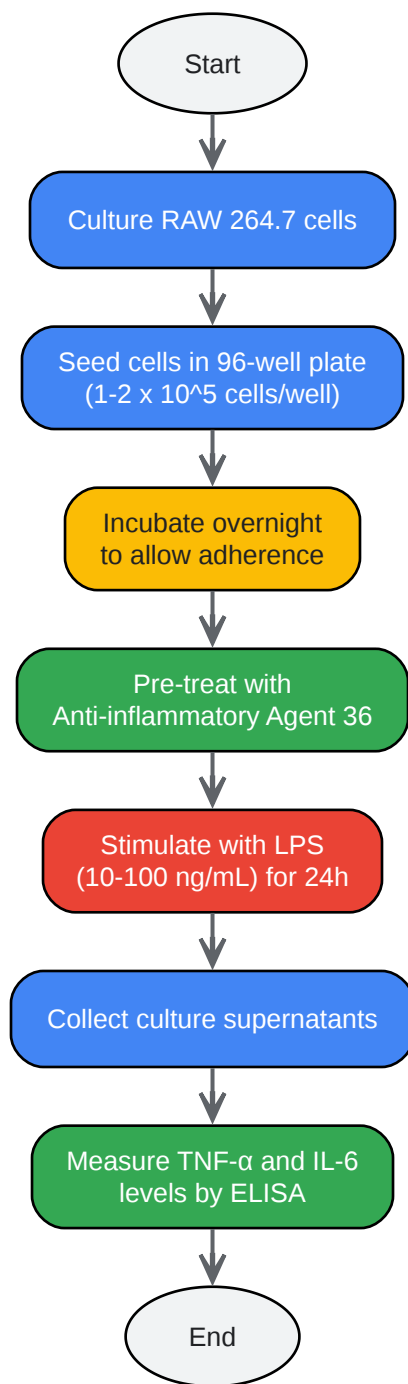 Start
Culture RAW 264.7 cells
Seed cells in 96-well plate
(1-2 x 10^5 cells/well)
Incubate overnight
to allow adherence
Pre-treat with
Anti-inflammatory Agent 36
Stimulate with LPS
(10-100 ng/mL) for 24h
Collect culture supernatants
Measure TNF-α and IL-6
levels by ELISA
End